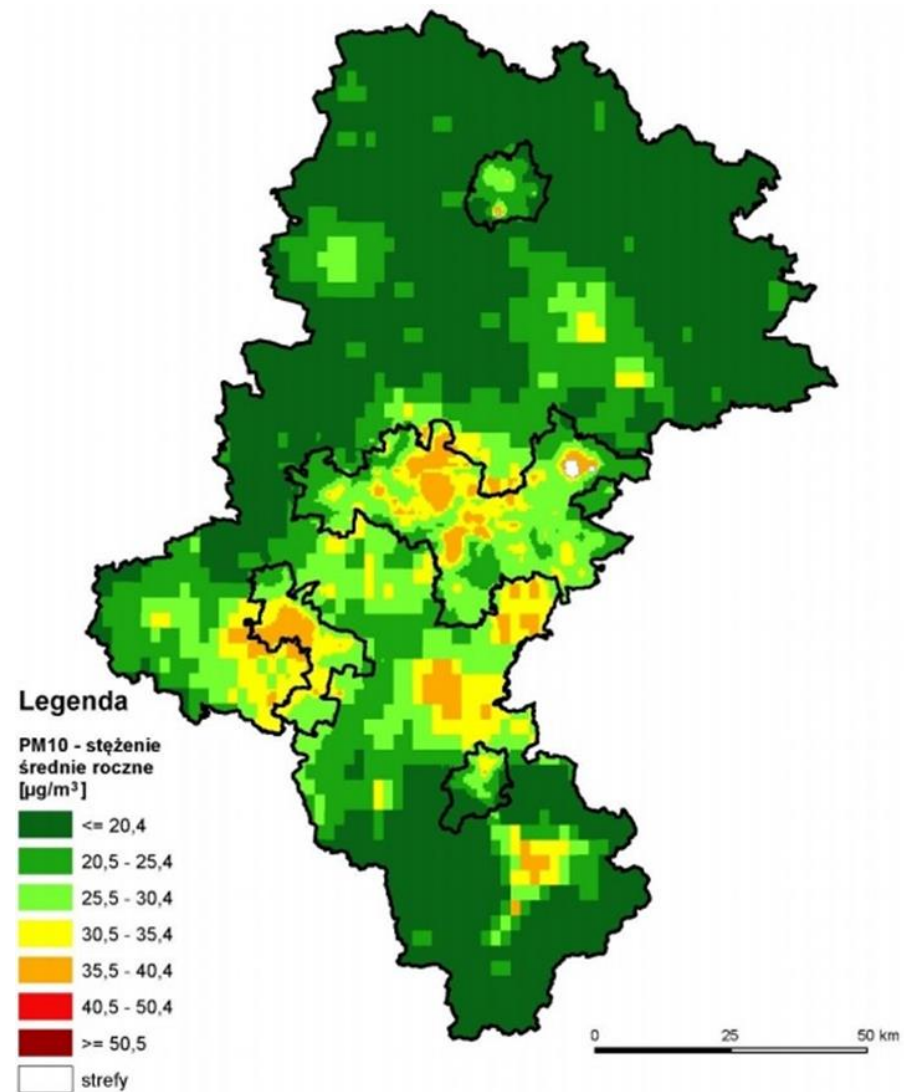 Legenda
PM10 - stężenie
średnie roczne
[µg/m³]
<= 20,4
20,5 - 25,4
25,5 - 30,4
30,5 - 35,4
35,5 - 40,4
40,5 - 50,4
>= 50,5
strefy
0 25 50 km